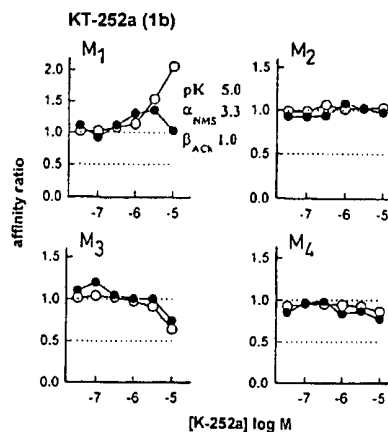 KT-252a (1b)
M1
M2
2.0
1.5
1.0
0.5
0.0
-7 -6 -5
pK 5.0
αNMS 3.3
βACh 1.0
1.5
1.0
0.5
0.0
-7 -6 -5
affinity ratio
M3
M4
1.5
1.0
0.5
0.0
-7 -6 -5
1.5
1.0
0.5
0.0
-7 -6 -5
[K-252a] log M